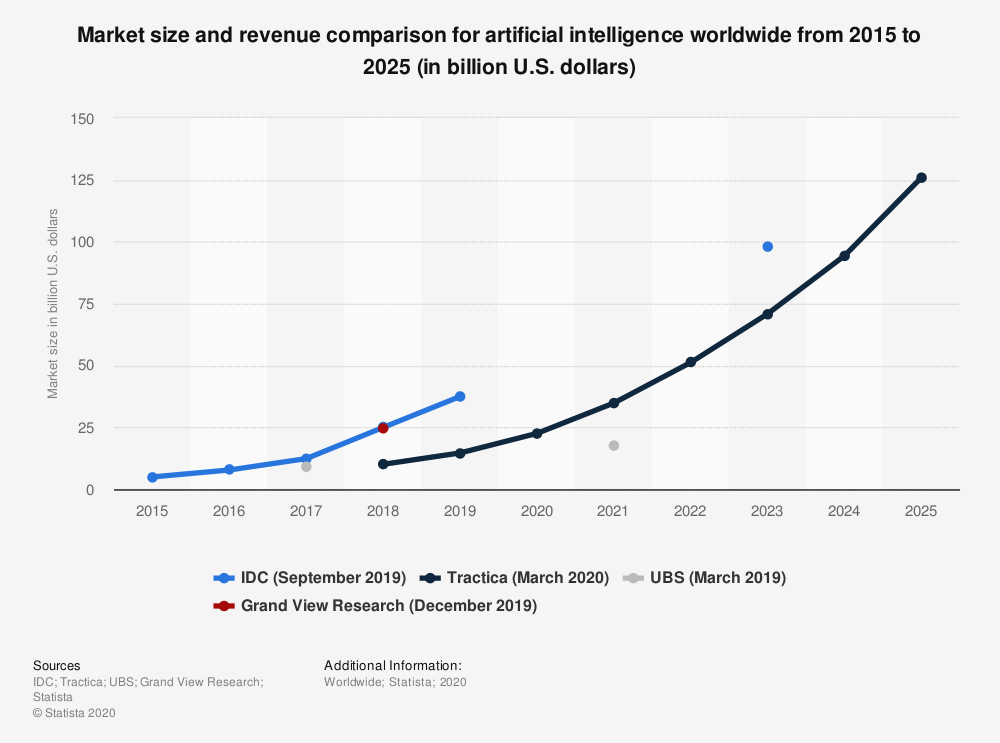 Market size and revenue comparison for artificial intelligence worldwide from 2015 to
2025 (in billion U.S. dollars)
Market size in billion U.S. dollars
150
125
100
75
50
25
0
2015 2016 2017 2018 2019 2020 2021 2022 2023 2024 2025
IDC (September 2019) Tractica (March 2020) UBS (March 2019)
Grand View Research (December 2019)
Sources
IDC; Tractica; UBS; Grand View Research;
Statista
© Statista 2020
Additional Information:
Worldwide; Statista; 2020